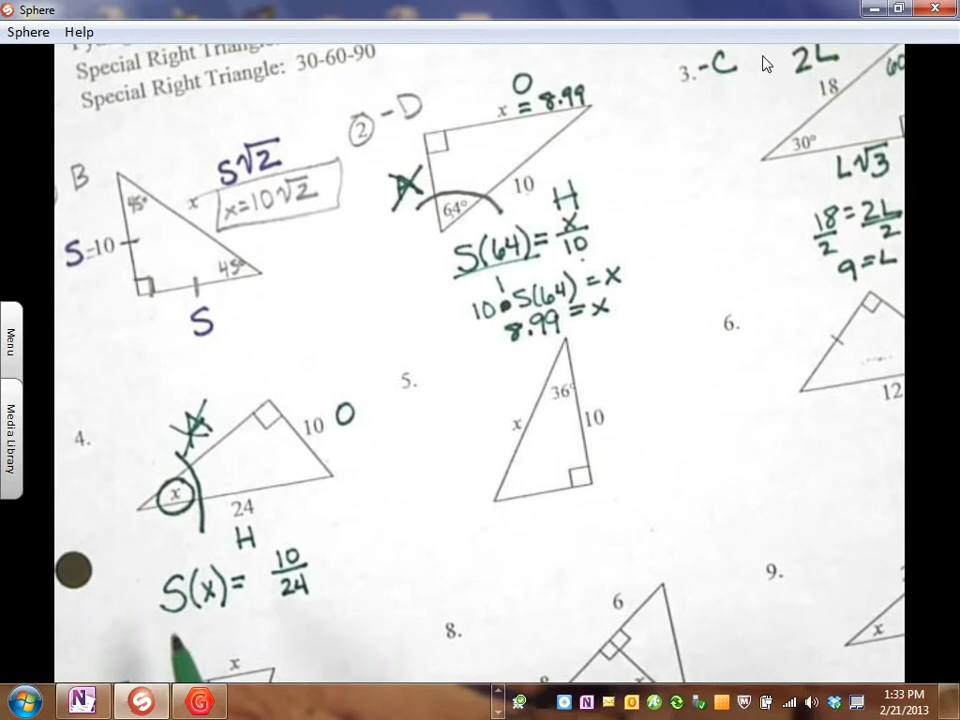 Sphere
Sphere Help
Special Right Triangle:
Special Right Triangle: 30-60-90
B
45°
S=10
S
45°
x
S√2
x=10√2
2 -D
O
x = 8.99
A
64°
10
H
S(64) = x/10
1
10 • S(64) = x
8.99 = x
3. -C
2L
18
60
30°
L√3
18/2 = 2L/2
9 = L
4.
A
10 O
x
24
H
S(x) = 10/24
5.
36°
x
10
6.
12
x
8.
6
x
9.
x
Menu
Media Library
1:33 PM
2/21/2013